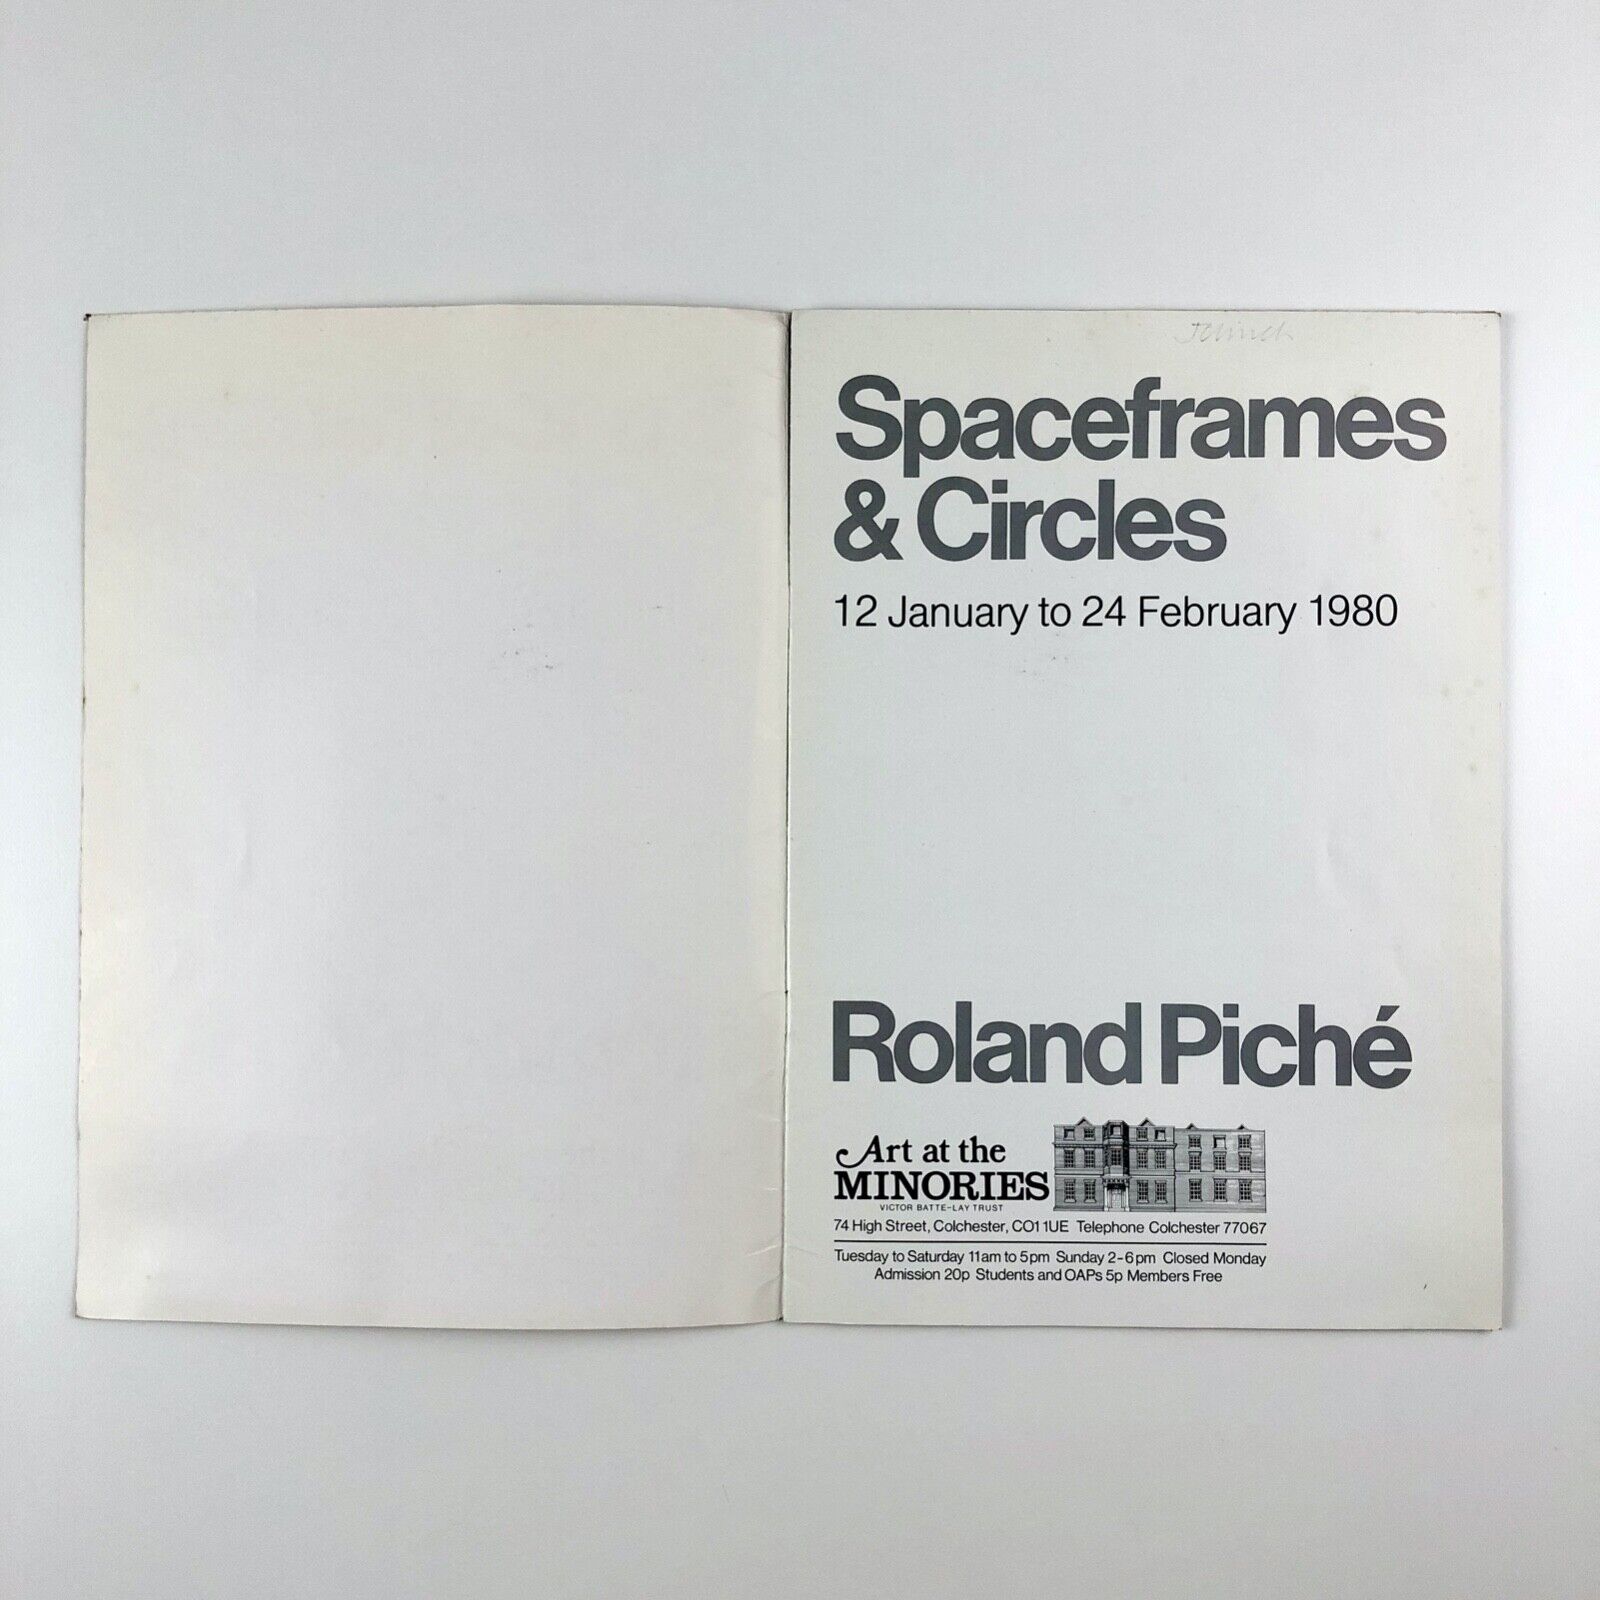 Spaceframes
& Circles
12 January to 24 February 1980
Roland Piché
Art at the
MINORIES
VICTOR BATTE-LAY TRUST
74 High Street, Colchester, CO1 1UE Telephone Colchester 77067
Tuesday to Saturday 11am to 5pm Sunday 2-6pm Closed Monday
Admission 20p Students and OAPs 5p Members Free